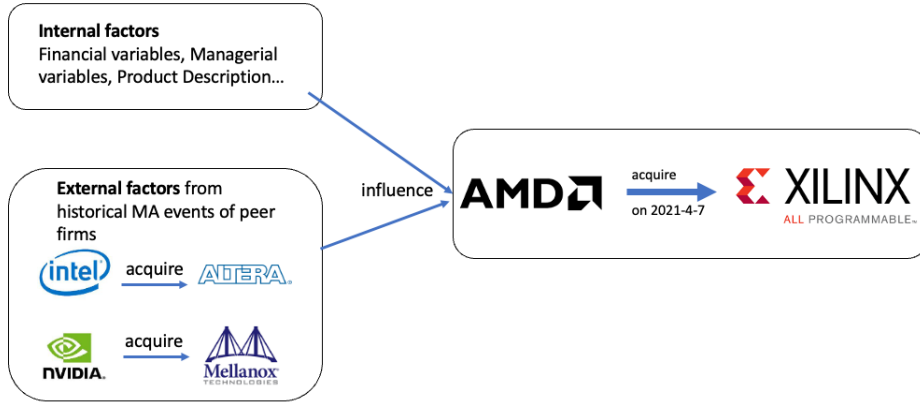 Internal factors
Financial variables, Managerial
variables, Product Description...
External factors from
historical MA events of peer
firms
intel
acquire
ALTERA
NVIDIA.
acquire
Mellanox
TECHNOLOGIES
influence
AMD
acquire
on 2021-4-7
XILINX
ALL PROGRAMMABLE™